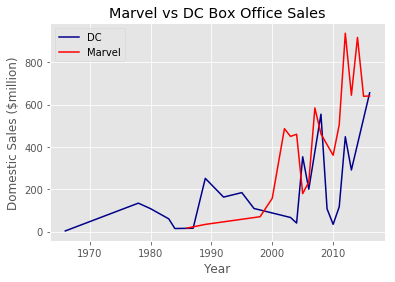 Marvel vs DC Box Office Sales
DC
Marvel
Domestic Sales ($million)
800
600
400
200
0
1970
1980
1990
2000
2010
Year